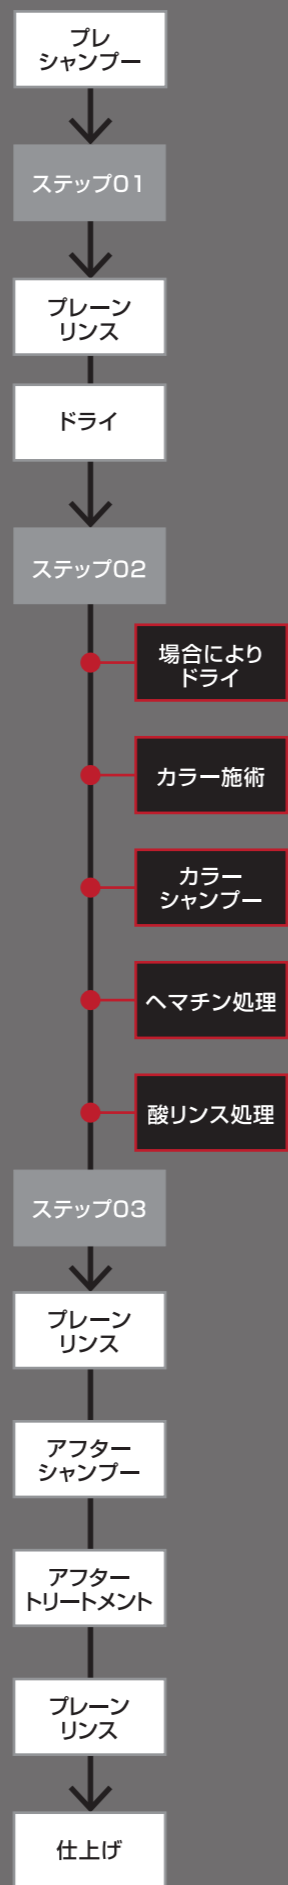 プレ
シャンプー
ステップ01
プレーン
リンス
ドライ
ステップ02
場合により
ドライ
カラー施術
カラー
シャンプー
ヘマチン処理
酸リンス処理
ステップ03
プレーン
リンス
アフター
シャンプー
アフター
トリートメント
プレーン
リンス
仕上げ